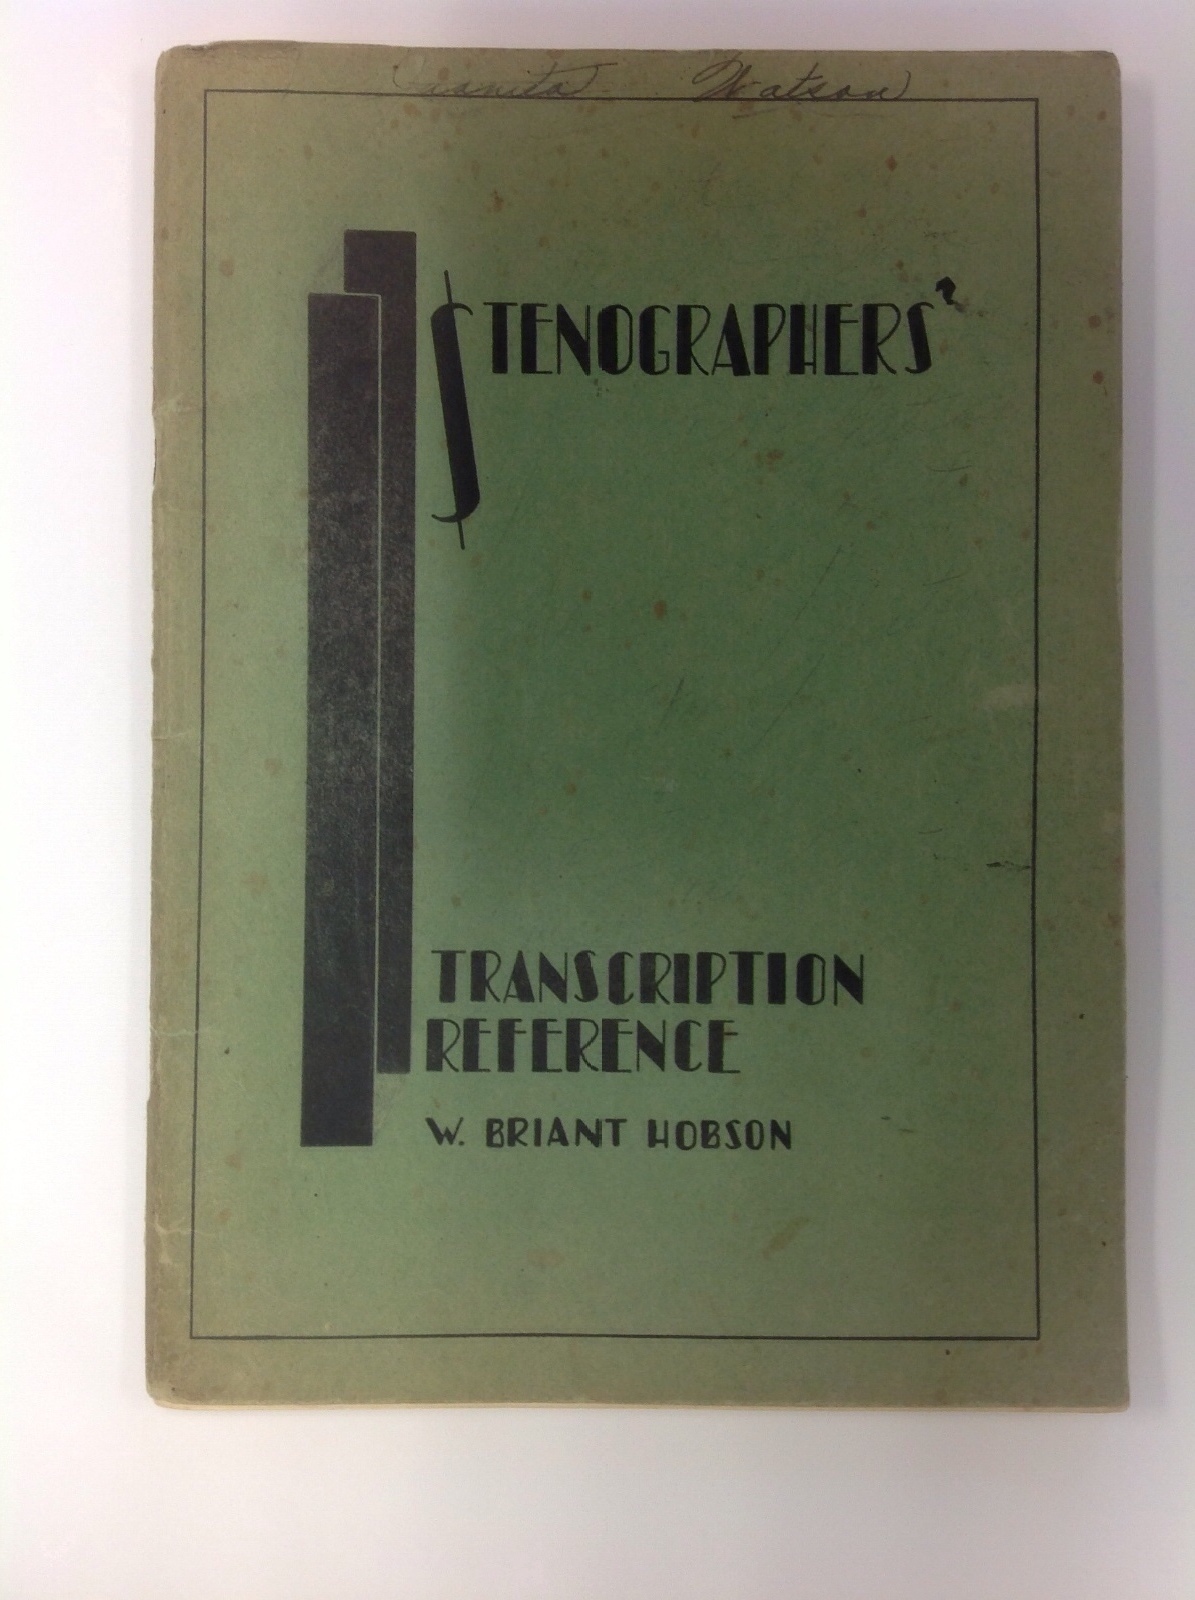 Juanita Watson
STENOGRAPHERS'
TRANSCRIPTION
REFERENCE
W. BRIANT HOBSON